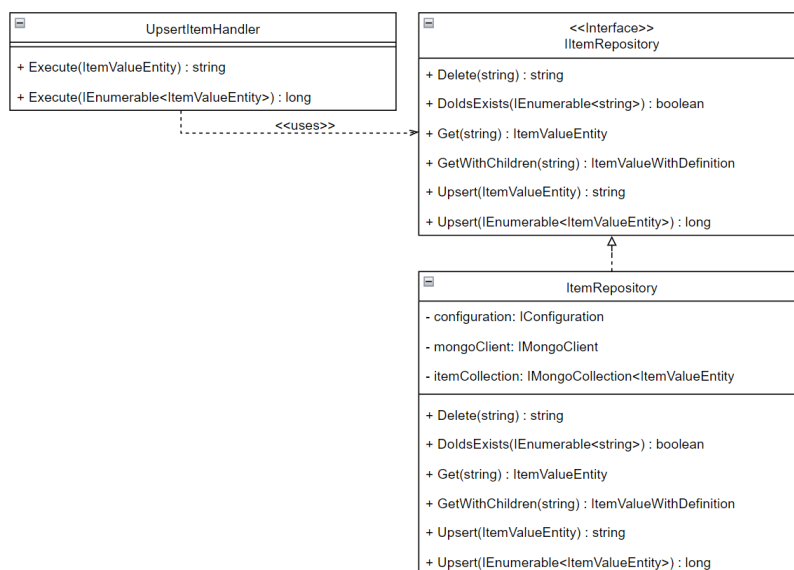 UpsertItemHandler
+ Execute(ItemValueEntity) : string
+ Execute(IEnumerable<ItemValueEntity>) : long
<<uses>>
<<Interface>>
IItemRepository
+ Delete(string) : string
+ DoIdsExists(IEnumerable<string>) : boolean
+ Get(string) : ItemValueEntity
+ GetWithChildren(string) : ItemValueWithDefinition
+ Upsert(ItemValueEntity) : string
+ Upsert(IEnumerable<ItemValueEntity>) : long
ItemRepository
- configuration: IConfiguration
- mongoClient: IMongoClient
- itemCollection: IMongoCollection<ItemValueEntity
+ Delete(string) : string
+ DoIdsExists(IEnumerable<string>) : boolean
+ Get(string) : ItemValueEntity
+ GetWithChildren(string) : ItemValueWithDefinition
+ Upsert(ItemValueEntity) : string
+ Upsert(IEnumerable<ItemValueEntity>) : long